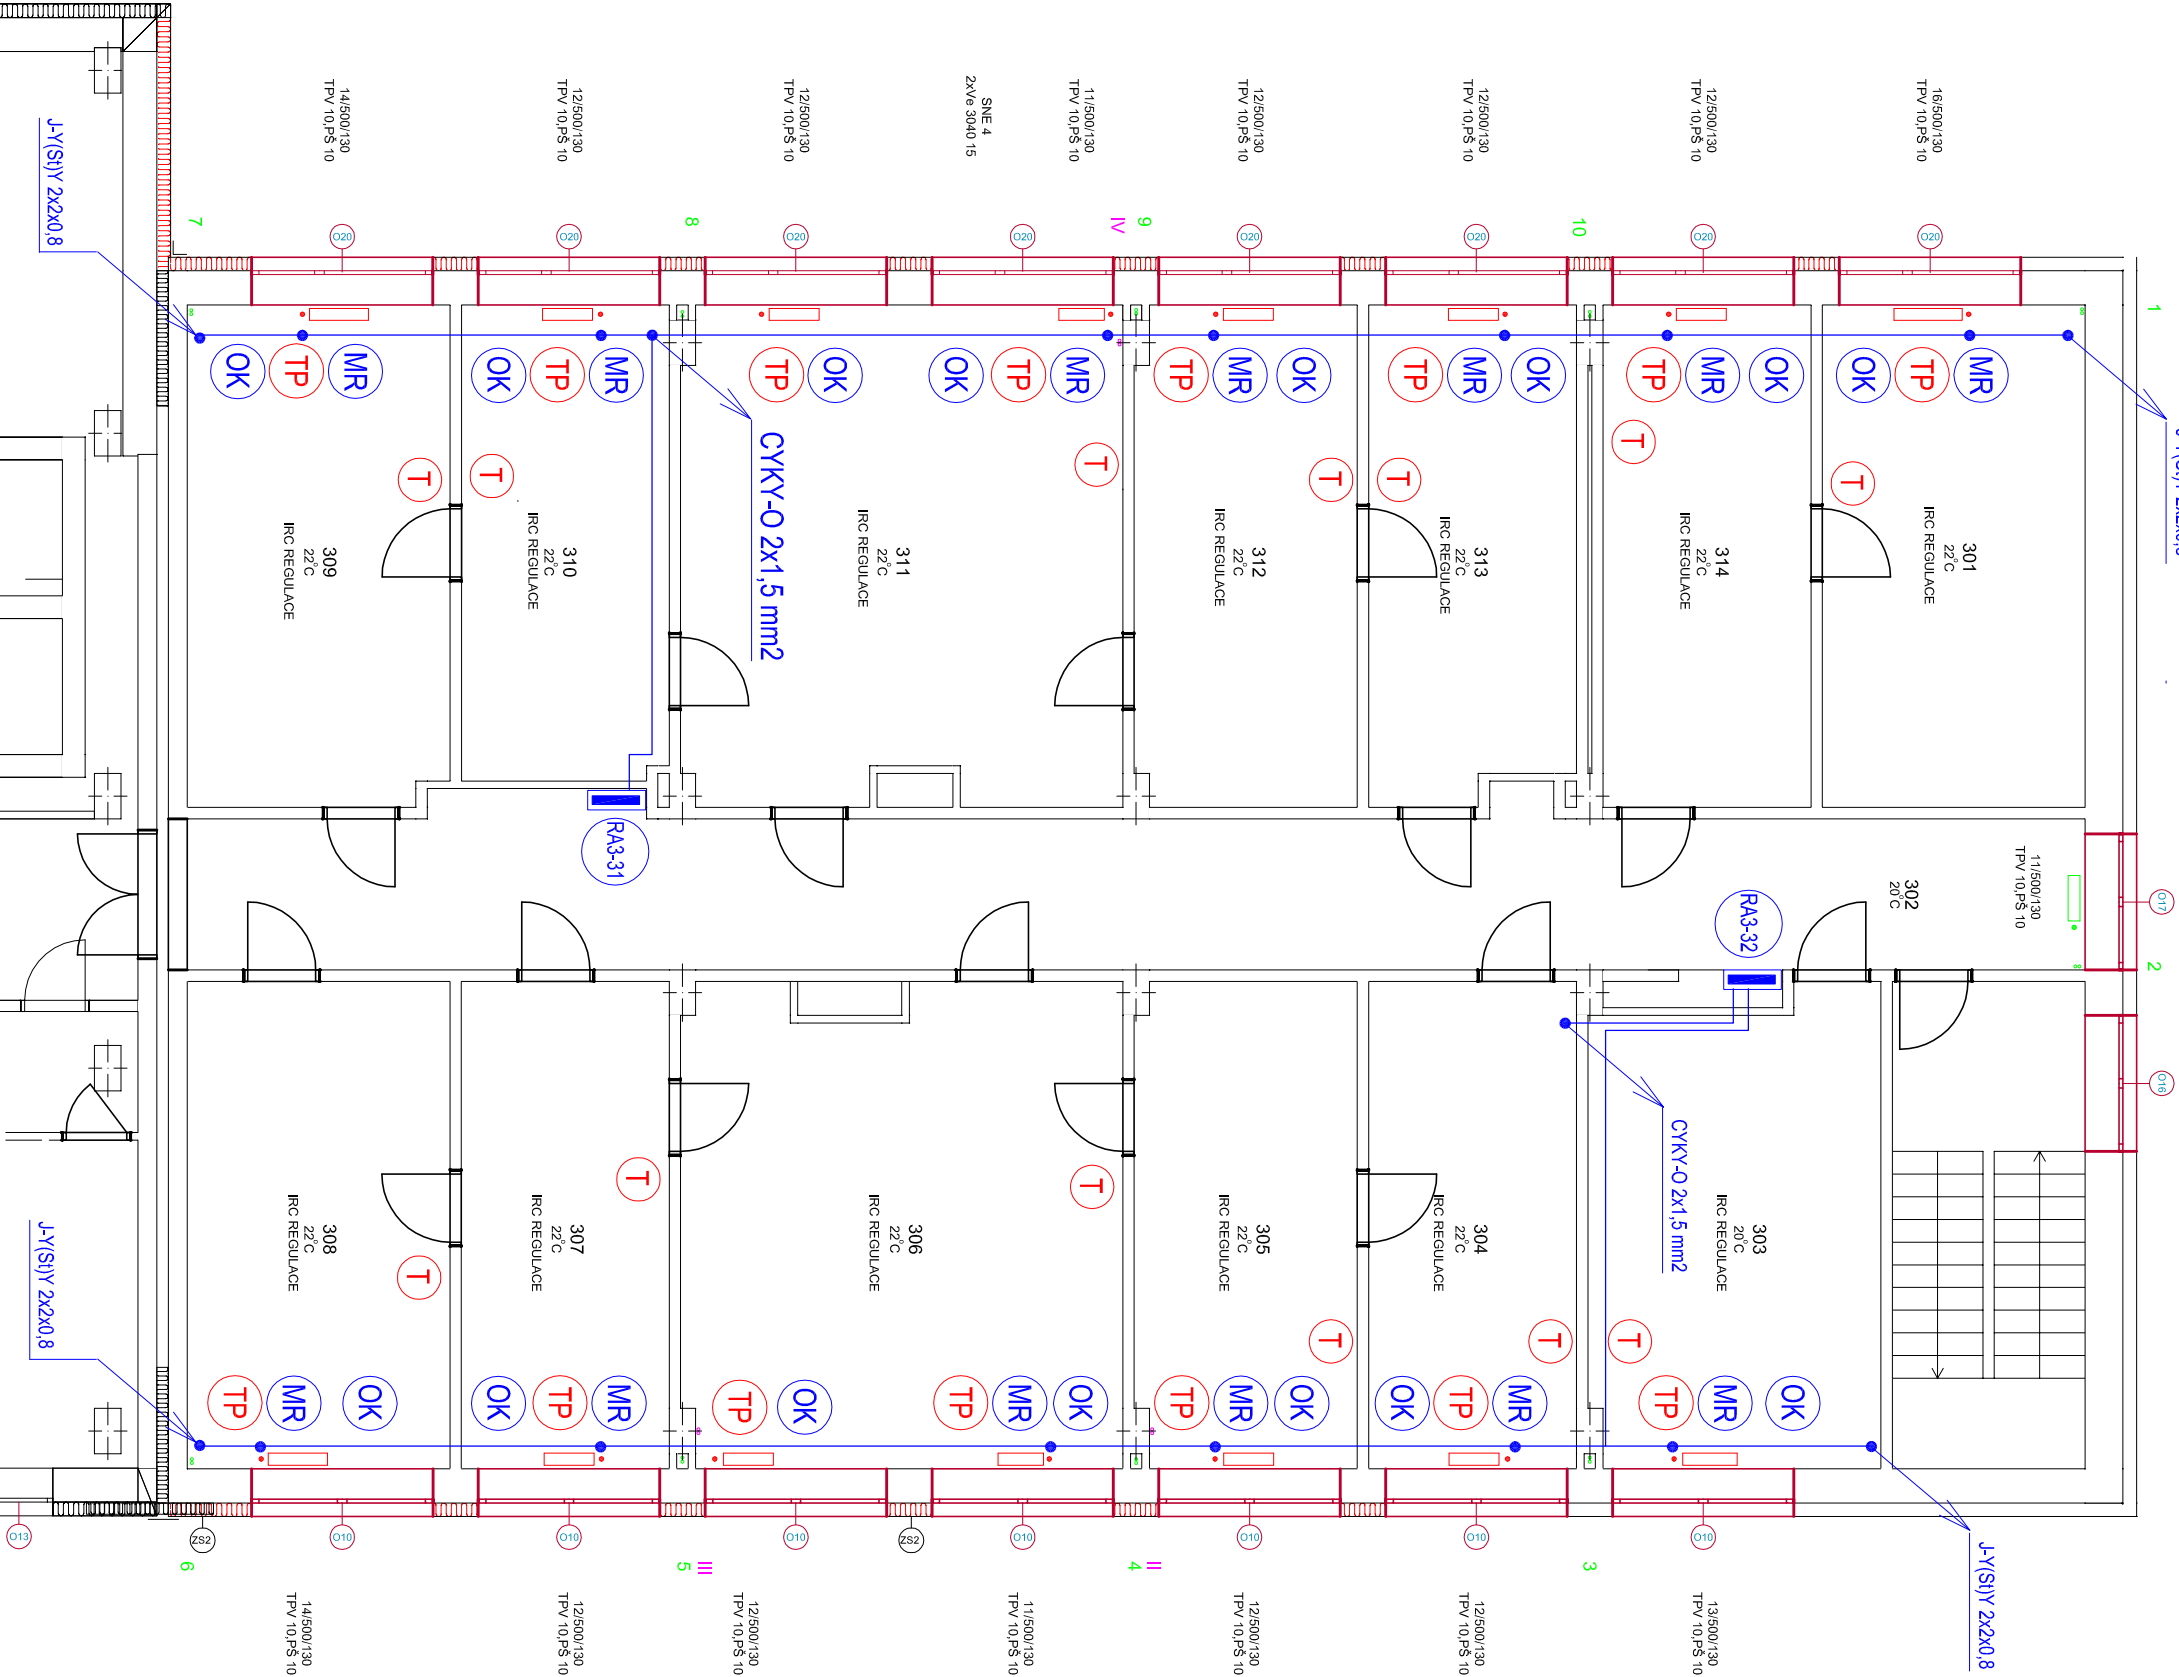 16/500/130
TPV 10,PŠ 10
12/500/130
TPV 10,PŠ 10
12/500/130
TPV 10,PŠ 10
12/500/130
TPV 10,PŠ 10
11/500/130
TPV 10,PŠ 10
SNE 4
2xVe 3040 15
12/500/130
TPV 10,PŠ 10
12/500/130
TPV 10,PŠ 10
14/500/130
TPV 10,PŠ 10
J-Y(St)Y 2x2x0,8
7
8
IV
9
10
1
O20
O20
O20
O20
O20
O20
O20
O20
OK
TP
MR
OK
TP
MR
TP
OK
OK
TP
MR
TP
MR
OK
TP
MR
OK
TP
MR
OK
OK
TP
MR
T
T
T
T
T
T
T
CYKY-O 2x1,5 mm2
309
22°C
IRC REGULACE
310
22°C
IRC REGULACE
311
22°C
IRC REGULACE
312
22°C
IRC REGULACE
313
22°C
IRC REGULACE
314
22°C
IRC REGULACE
301
22°C
IRC REGULACE
RA3-31
RA3-32
302
20°C
11/500/130
TPV 10,PŠ 10
O17
2
O16
CYKY-O 2x1,5 mm2
308
22°C
IRC REGULACE
307
22°C
IRC REGULACE
306
22°C
IRC REGULACE
305
22°C
IRC REGULACE
304
22°C
IRC REGULACE
303
20°C
IRC REGULACE
T
T
T
T
T
T
TP
MR
OK
OK
TP
MR
TP
OK
TP
MR
OK
TP
MR
OK
OK
TP
MR
TP
MR
OK
J-Y(St)Y 2x2x0,8
J-Y(St)Y 2x2x0,8
O13
ZS2
O10
O10
O10
ZS2
O10
O10
O10
O10
6
5
III
4
II
3
14/500/130
TPV 10,PŠ 10
12/500/130
TPV 10,PŠ 10
12/500/130
TPV 10,PŠ 10
11/500/130
TPV 10,PŠ 10
12/500/130
TPV 10,PŠ 10
12/500/130
TPV 10,PŠ 10
13/500/130
TPV 10,PŠ 10